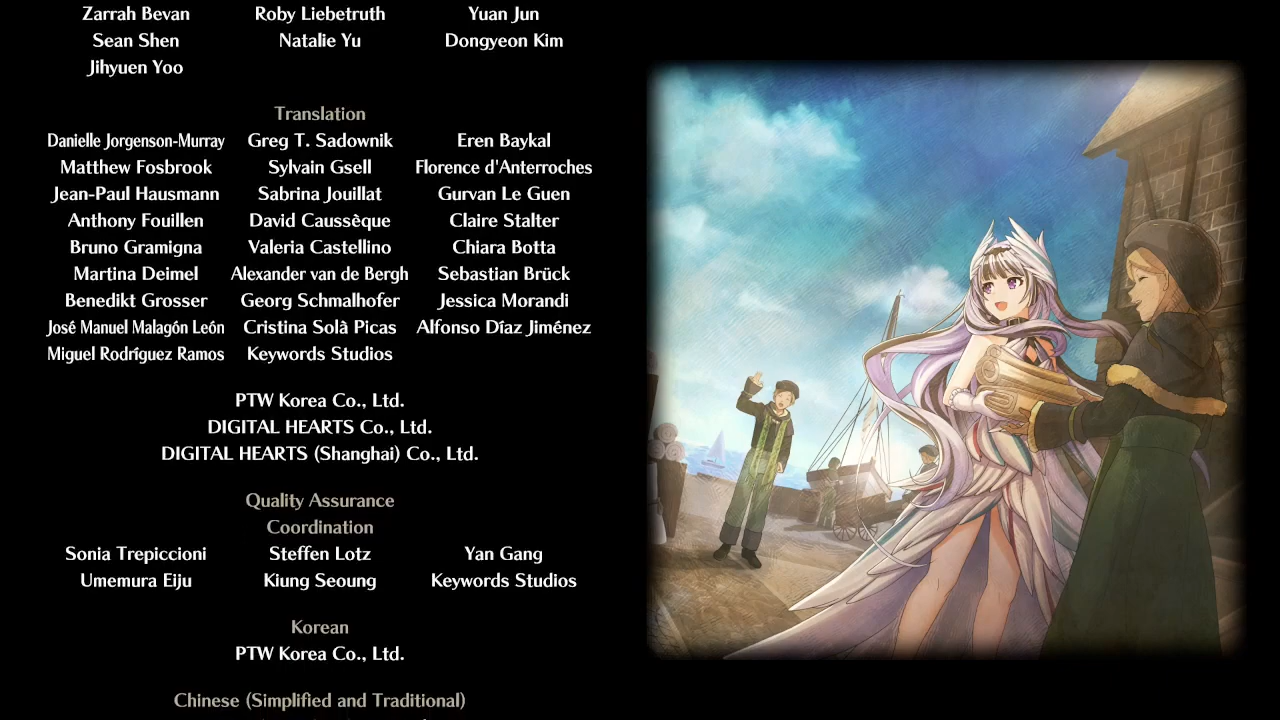 Zarrah Bevan Roby Liebetruth Yuan Jun
Sean Shen Natalie Yu Dongyeon Kim
Jihyuen Yoo
Translation
Danielle Jorgenson-Murray Greg T. Sadownik Eren Baykal
Matthew Fosbrook Sylvain Gsell Florence d'Anterroches
Jean-Paul Hausmann Sabrina Jouillat Gurvan Le Guen
Anthony Fouillen David Caussèque Claire Stalter
Bruno Gramigna Valeria Castellino Chiara Botta
Martina Deimel Alexander van de Bergh Sebastian Brück
Benedikt Grosser Georg Schmalhofer Jessica Morandi
José Manuel Malagón León Cristina Solà Picas Alfonso Díaz Jiménez
Miguel Rodríguez Ramos Keywords Studios
PTW Korea Co., Ltd.
DIGITAL HEARTS Co., Ltd.
DIGITAL HEARTS (Shanghai) Co., Ltd.
Quality Assurance
Coordination
Sonia Trepiccioni Steffen Lotz Yan Gang
Umemura Eiju Kiung Seoung Keywords Studios
Korean
PTW Korea Co., Ltd.
Chinese (Simplified and Traditional)